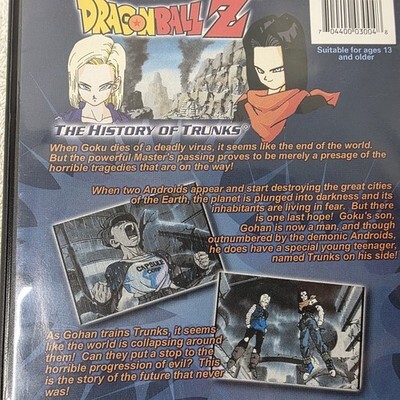 DRAGONBALL Z
7 04400 03004 8
Suitable for ages 13
and older
THE HISTORY OF TRUNKS
When Goku dies of a deadly virus, it seems like the end of the world.
But the powerful Master's passing proves to be merely a presage of the
horrible tragedies that are on the way!
When two Androids appear and start destroying the great cities
of the Earth, the planet is plunged into darkness and its
inhabitants are living in fear. But there
is one last hope! Goku's son,
Gohan is now a man, and though
outnumbered by the demonic Androids,
he does have a special young teenager,
named Trunks on his side!
As Gohan trains Trunks, it seems
like the world is collapsing around
them! Can they put a stop to the
horrible progression of evil? This
is the story of the future that never
was!